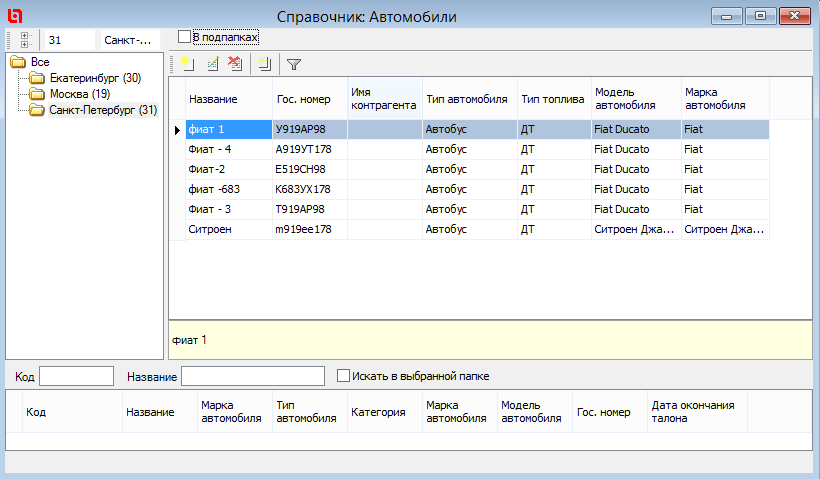 Справочник: Автомобили
31 Санкт-... В подпапках
Все
Екатеринбург (30)
Москва (19)
Санкт-Петербург (31)
Название Гос. номер Имя контрагента Тип автомобиля Тип топлива Модель автомобиля Марка автомобиля
фиат 1 У919АР98 Автобус ДТ Fiat Ducato Fiat
Фиат - 4 А919УТ178 Автобус ДТ Fiat Ducato Fiat
Фиат-2 Е519СН98 Автобус ДТ Fiat Ducato Fiat
фиат -683 К683УХ178 Автобус ДТ Fiat Ducato Fiat
Фиат - 3 Т919АР98 Автобус ДТ Fiat Ducato Fiat
Ситроен m919ee178 Автобус ДТ Ситроен Джа... Ситроен Джа...
фиат 1
Код Название Искать в выбранной папке
Код Название Марка автомобиля Тип автомобиля Категория Марка автомобиля Модель автомобиля Гос. номер Дата окончания талона